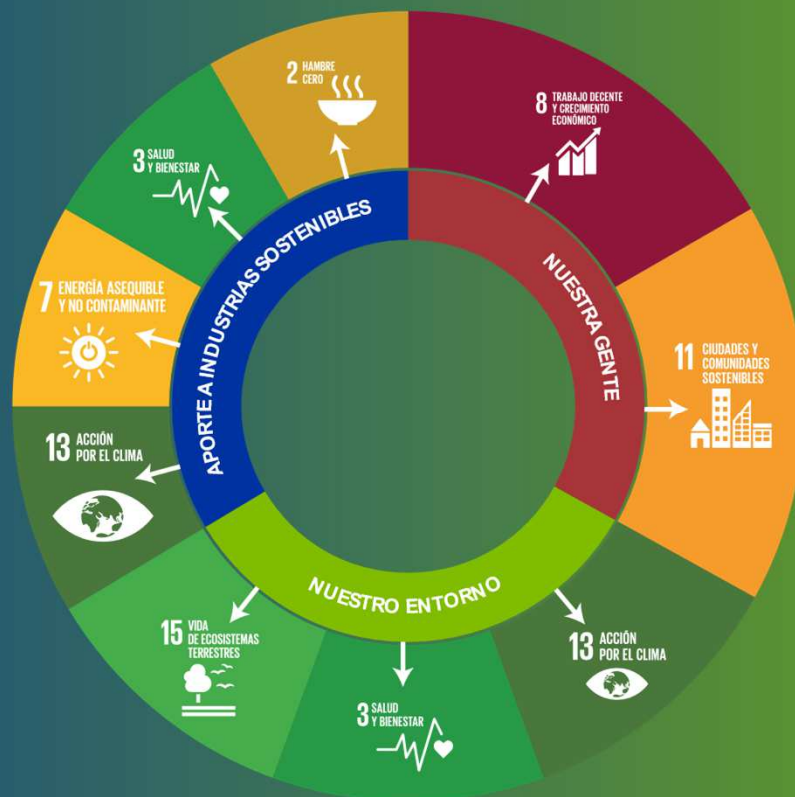 2 HAMBRE
CERO
8 TRABAJO DECENTE
Y CRECIMIENTO
ECONÓMICO
3 SALUD
Y BIENESTAR
7 ENERGÍA ASEQUIBLE
Y NO CONTAMINANTE
11 CIUDADES Y
COMUNIDADES
SOSTENIBLES
13 ACCIÓN
POR EL CLIMA
15 VIDA
DE ECOSISTEMAS
TERRESTRES
3 SALUD
Y BIENESTAR
13 ACCIÓN
POR EL CLIMA
APORTE A INDUSTRIAS SOSTENIBLES
NUESTRA GENTE
NUESTRO ENTORNO